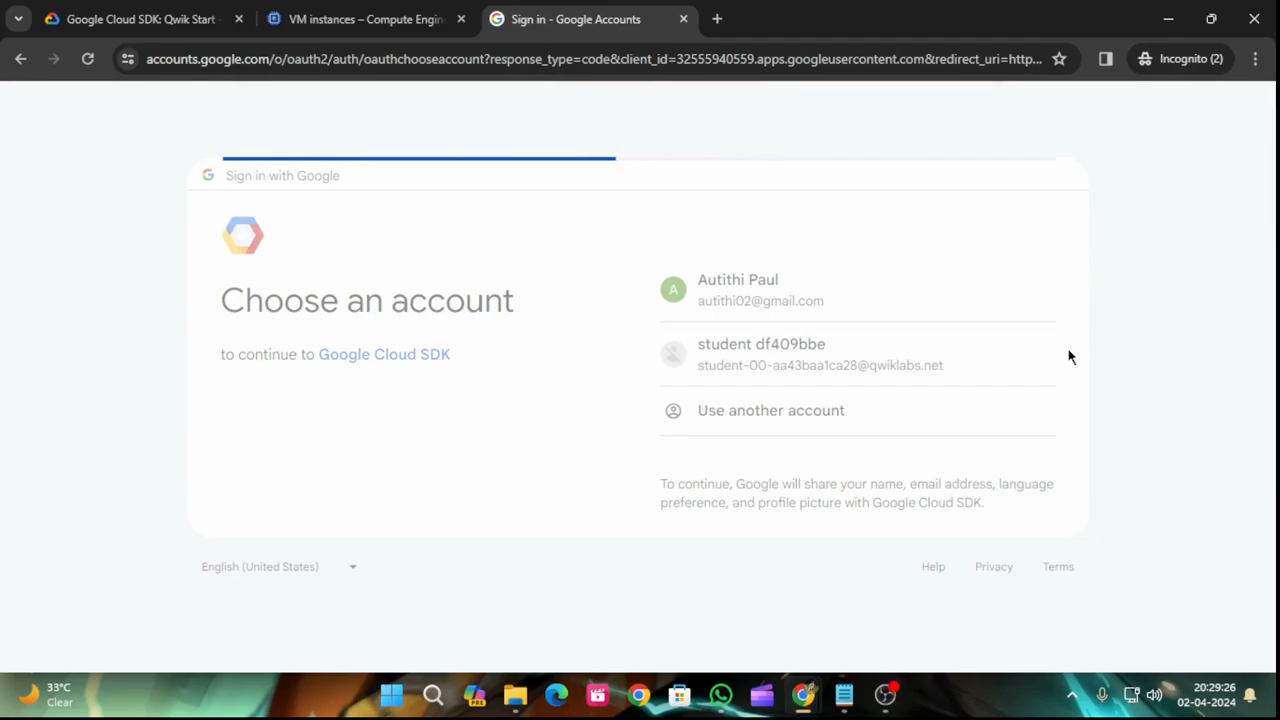 Google Cloud SDK: Qwik Start -
VM instances – Compute Engin
Sign in - Google Accounts
accounts.google.com/o/oauth2/auth/oauthchooseaccount?response_type=code&client_id=32555940559.apps.googleusercontent.com&redirect_uri=http...
Incognito (2)
Sign in with Google
Choose an account
to continue to Google Cloud SDK
A
Autithi Paul
autithi02@gmail.com
student df409bbe
student-00-aa43baa1ca28@qwiklabs.net
Use another account
To continue, Google will share your name, email address, language
preference, and profile picture with Google Cloud SDK.
English (United States)
Help
Privacy
Terms
33°C
Clear
PRE
20:29:26
02-04-2024